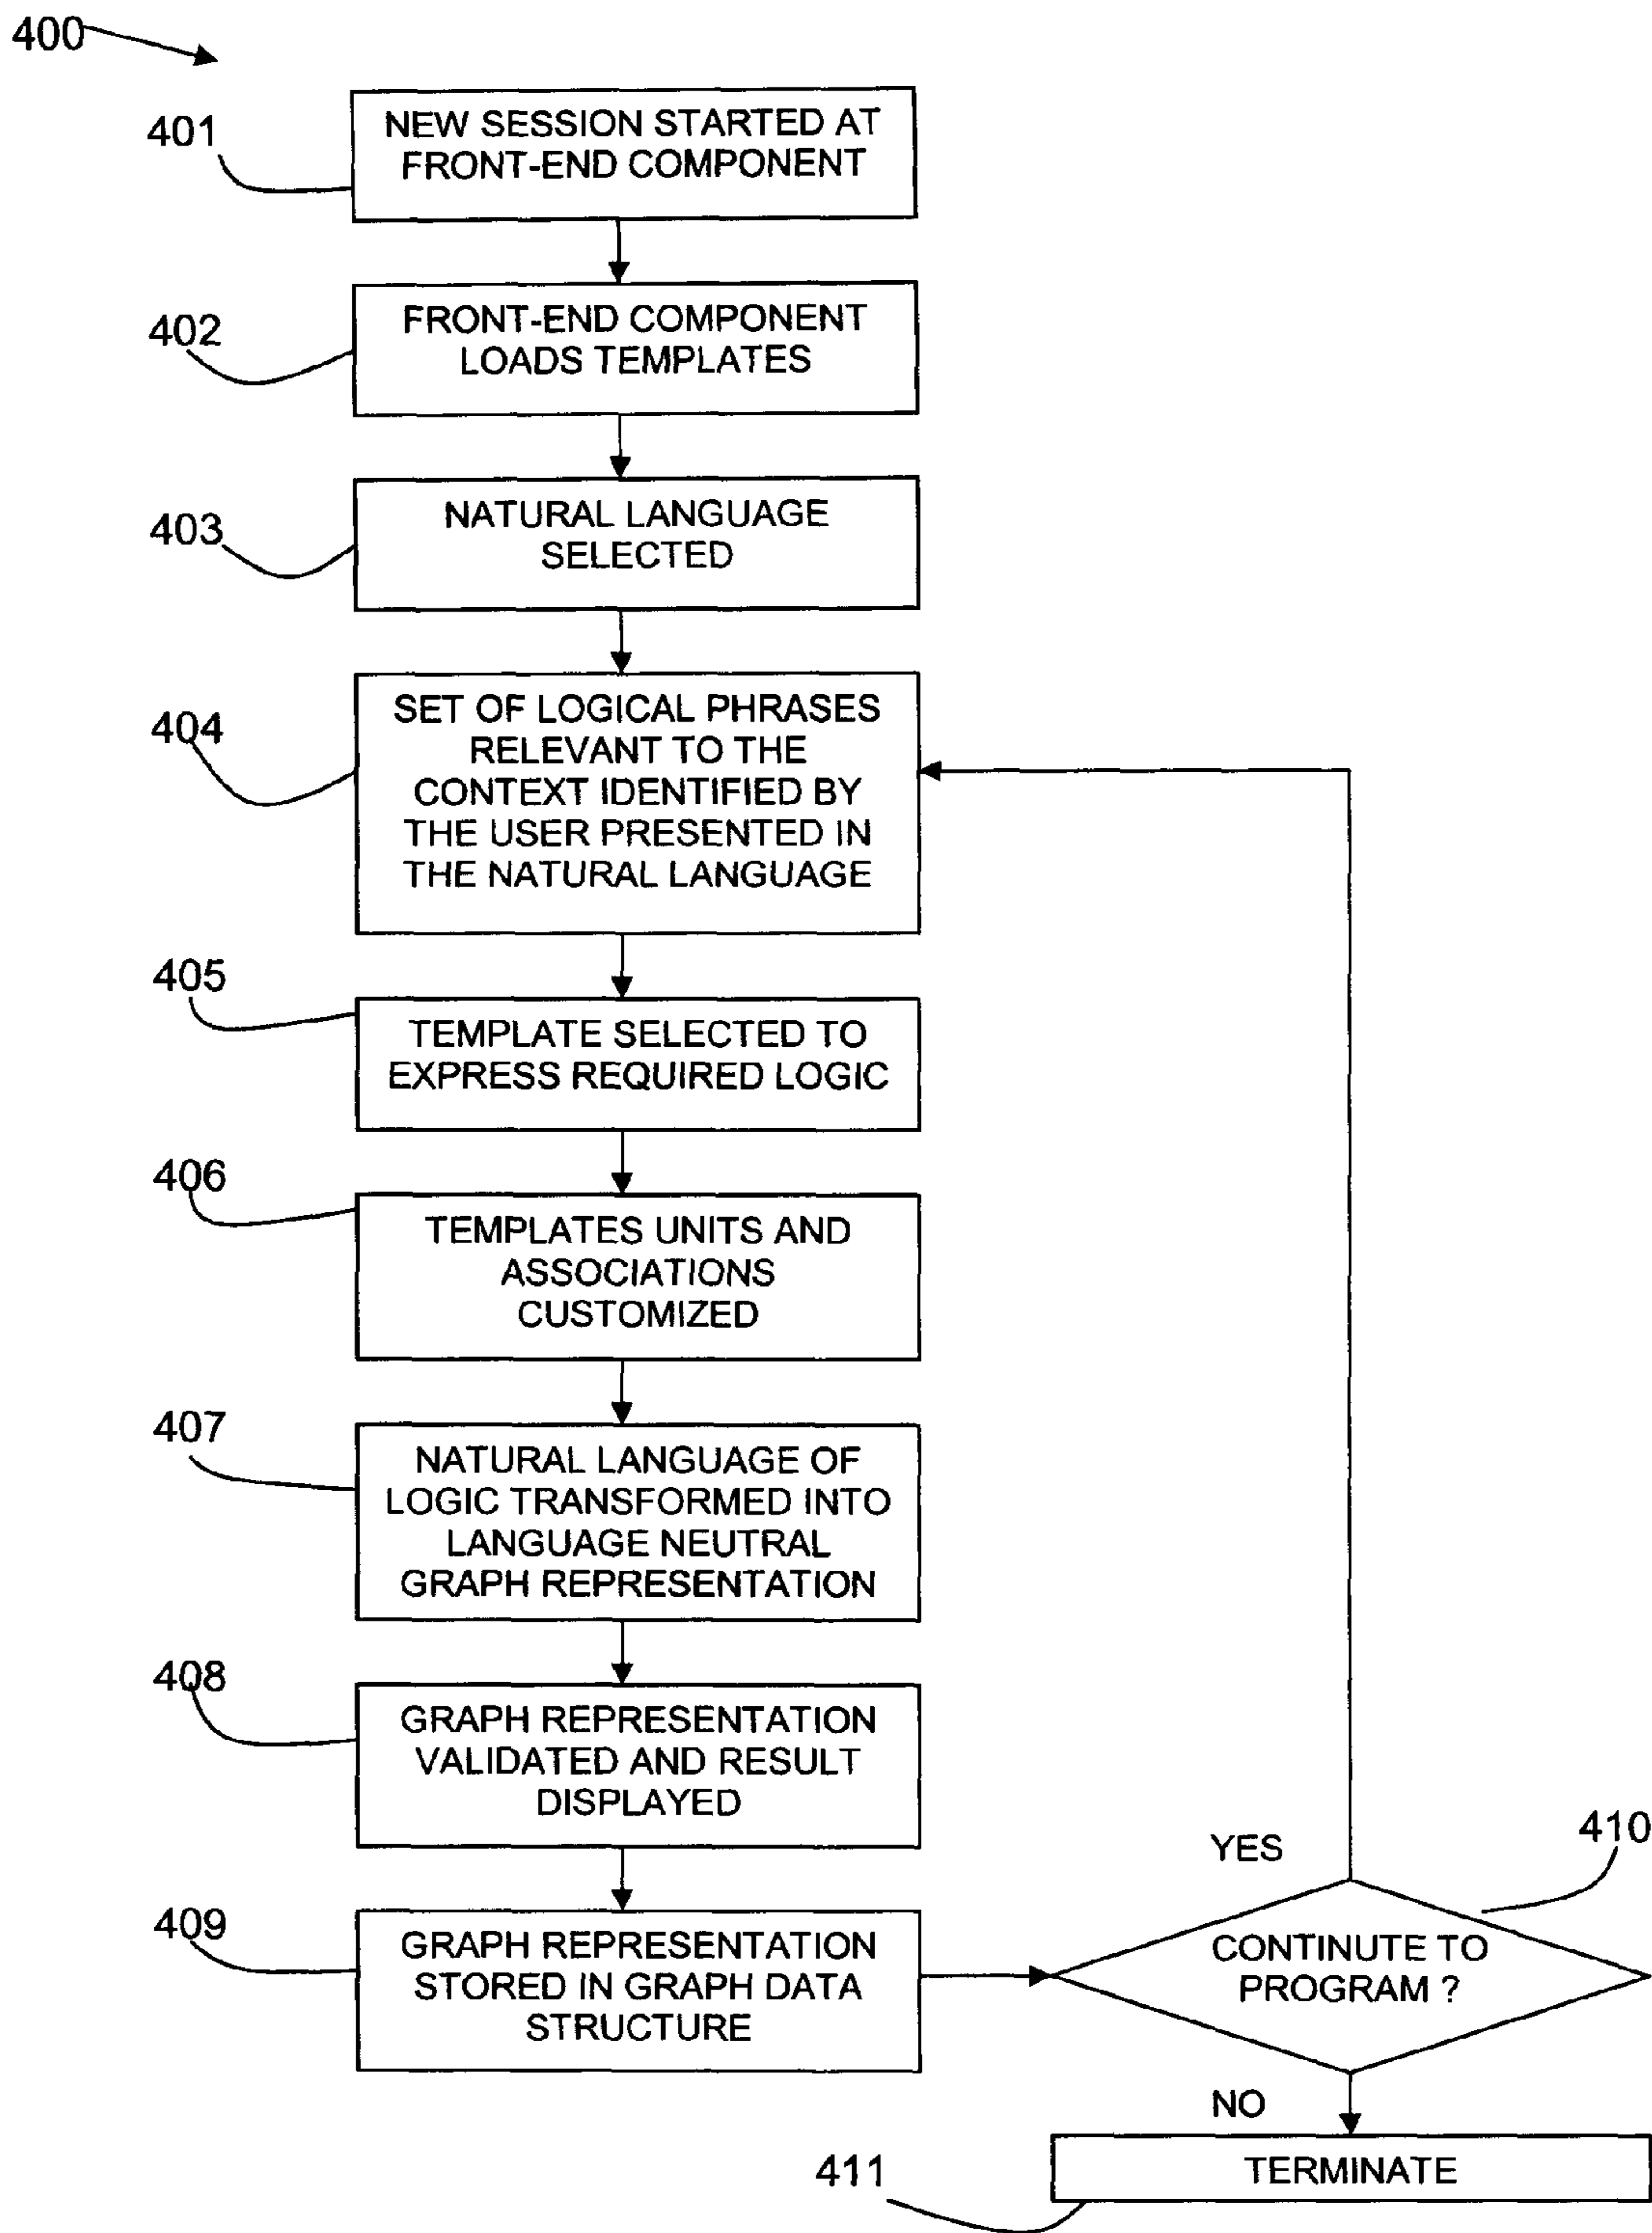 400
401
NEW SESSION STARTED AT
FRONT-END COMPONENT
402
FRONT-END COMPONENT
LOADS TEMPLATES
403
NATURAL LANGUAGE
SELECTED
404
SET OF LOGICAL PHRASES
RELEVANT TO THE
CONTEXT IDENTIFIED BY
THE USER PRESENTED IN
THE NATURAL LANGUAGE
405
TEMPLATE SELECTED TO
EXPRESS REQUIRED LOGIC
406
TEMPLATES UNITS AND
ASSOCIATIONS
CUSTOMIZED
407
NATURAL LANGUAGE OF
LOGIC TRANSFORMED INTO
LANGUAGE NEUTRAL
GRAPH REPRESENTATION
408
GRAPH REPRESENTATION
VALIDATED AND RESULT
DISPLAYED
409
GRAPH REPRESENTATION
STORED IN GRAPH DATA
STRUCTURE
YES
410
CONTINUTE TO
PROGRAM ?
NO
411
TERMINATE